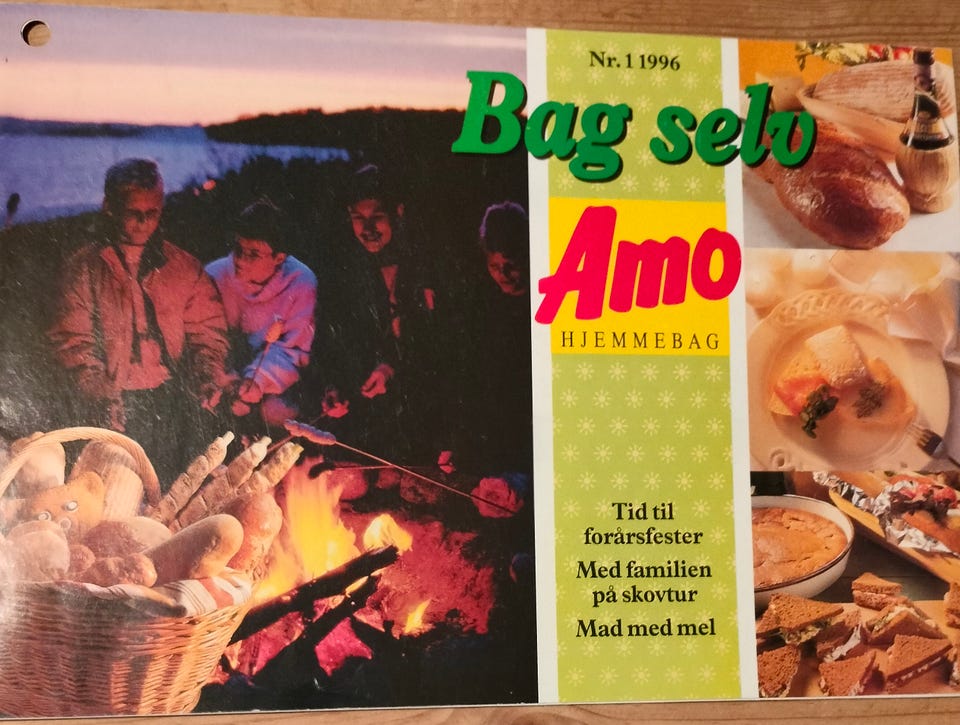 Nr. 1 1996
Bag selv
Amo
HJEMMEBAG
Tid til
forårsfester
Med familien
på skovtur
Mad med mel